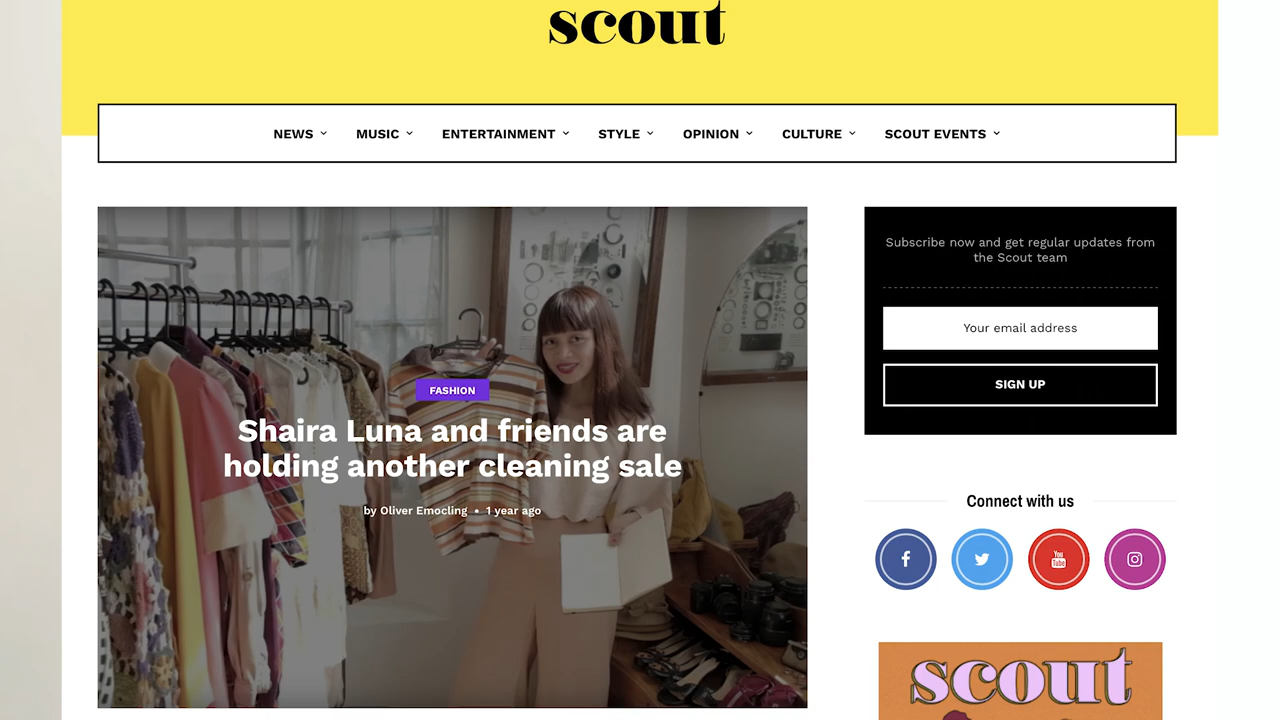 scout
NEWS MUSIC ENTERTAINMENT STYLE OPINION CULTURE SCOUT EVENTS
FASHION
Shaira Luna and friends are
holding another cleaning sale
by Oliver Emocling • 1 year ago
Subscribe now and get regular updates from
the Scout team
Your email address
SIGN UP
Connect with us
You
Tube
scout